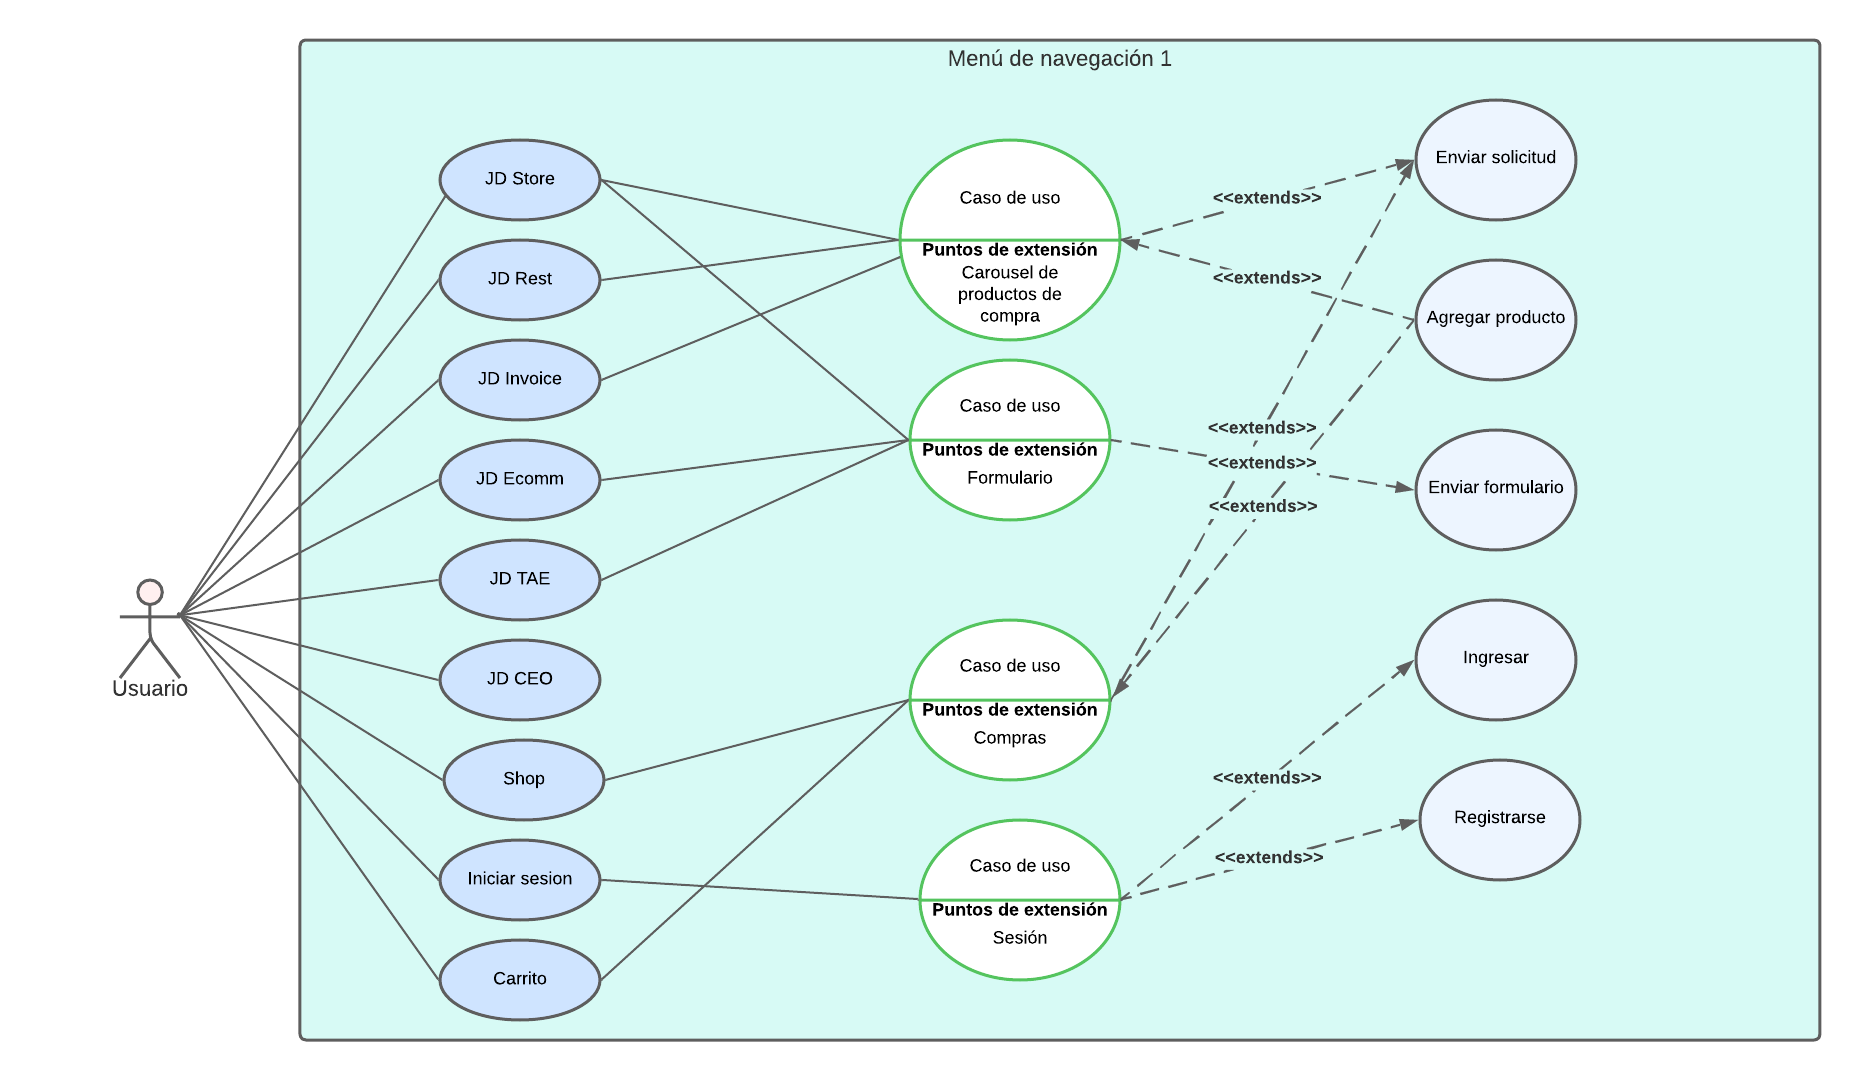 Menú de navegación 1
Usuario
JD Store
JD Rest
JD Invoice
JD Ecomm
JD TAE
JD CEO
Shop
Iniciar sesion
Carrito
Caso de uso
Puntos de extensión
Carousel de
productos de
compra
Caso de uso
Puntos de extensión
Formulario
Caso de uso
Puntos de extensión
Compras
Caso de uso
Puntos de extensión
Sesión
<<extends>>
<<extends>>
<<extends>>
<<extends>>
<<extends>>
<<extends>>
<<extends>>
Enviar solicitud
Agregar producto
Enviar formulario
Ingresar
Registrarse